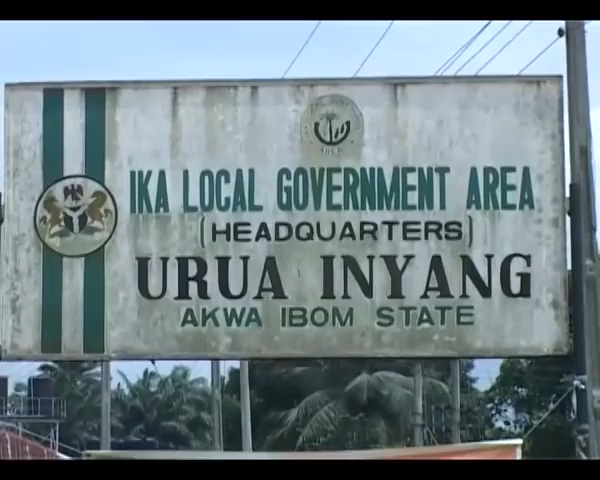 IKA LOCAL GOVERNMENT AREA
(HEADQUARTERS)
URUA INYANG
AKWA IBOM STATE